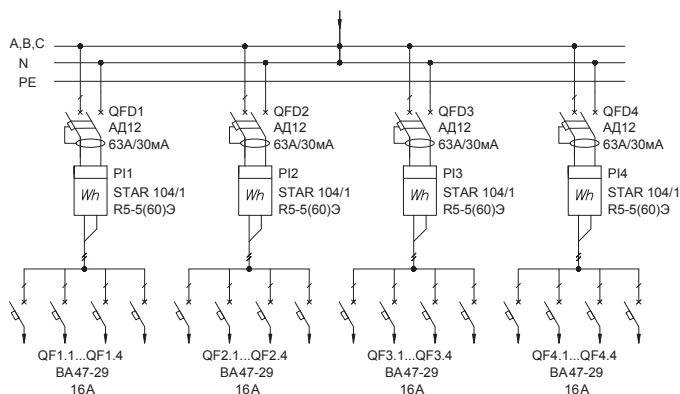 A,B,C
N
PE
QFD1
АД12
63А/30мА
QFD2
АД12
63А/30мА
QFD3
АД12
63А/30мА
QFD4
АД12
63А/30мА
Wh
PI1
STAR 104/1
R5-5(60)Э
Wh
PI2
STAR 104/1
R5-5(60)Э
Wh
PI3
STAR 104/1
R5-5(60)Э
Wh
PI4
STAR 104/1
R5-5(60)Э
QF1.1...QF1.4
ВА47-29
16А
QF2.1...QF2.4
ВА47-29
16А
QF3.1...QF3.4
ВА47-29
16А
QF4.1...QF4.4
ВА47-29
16А